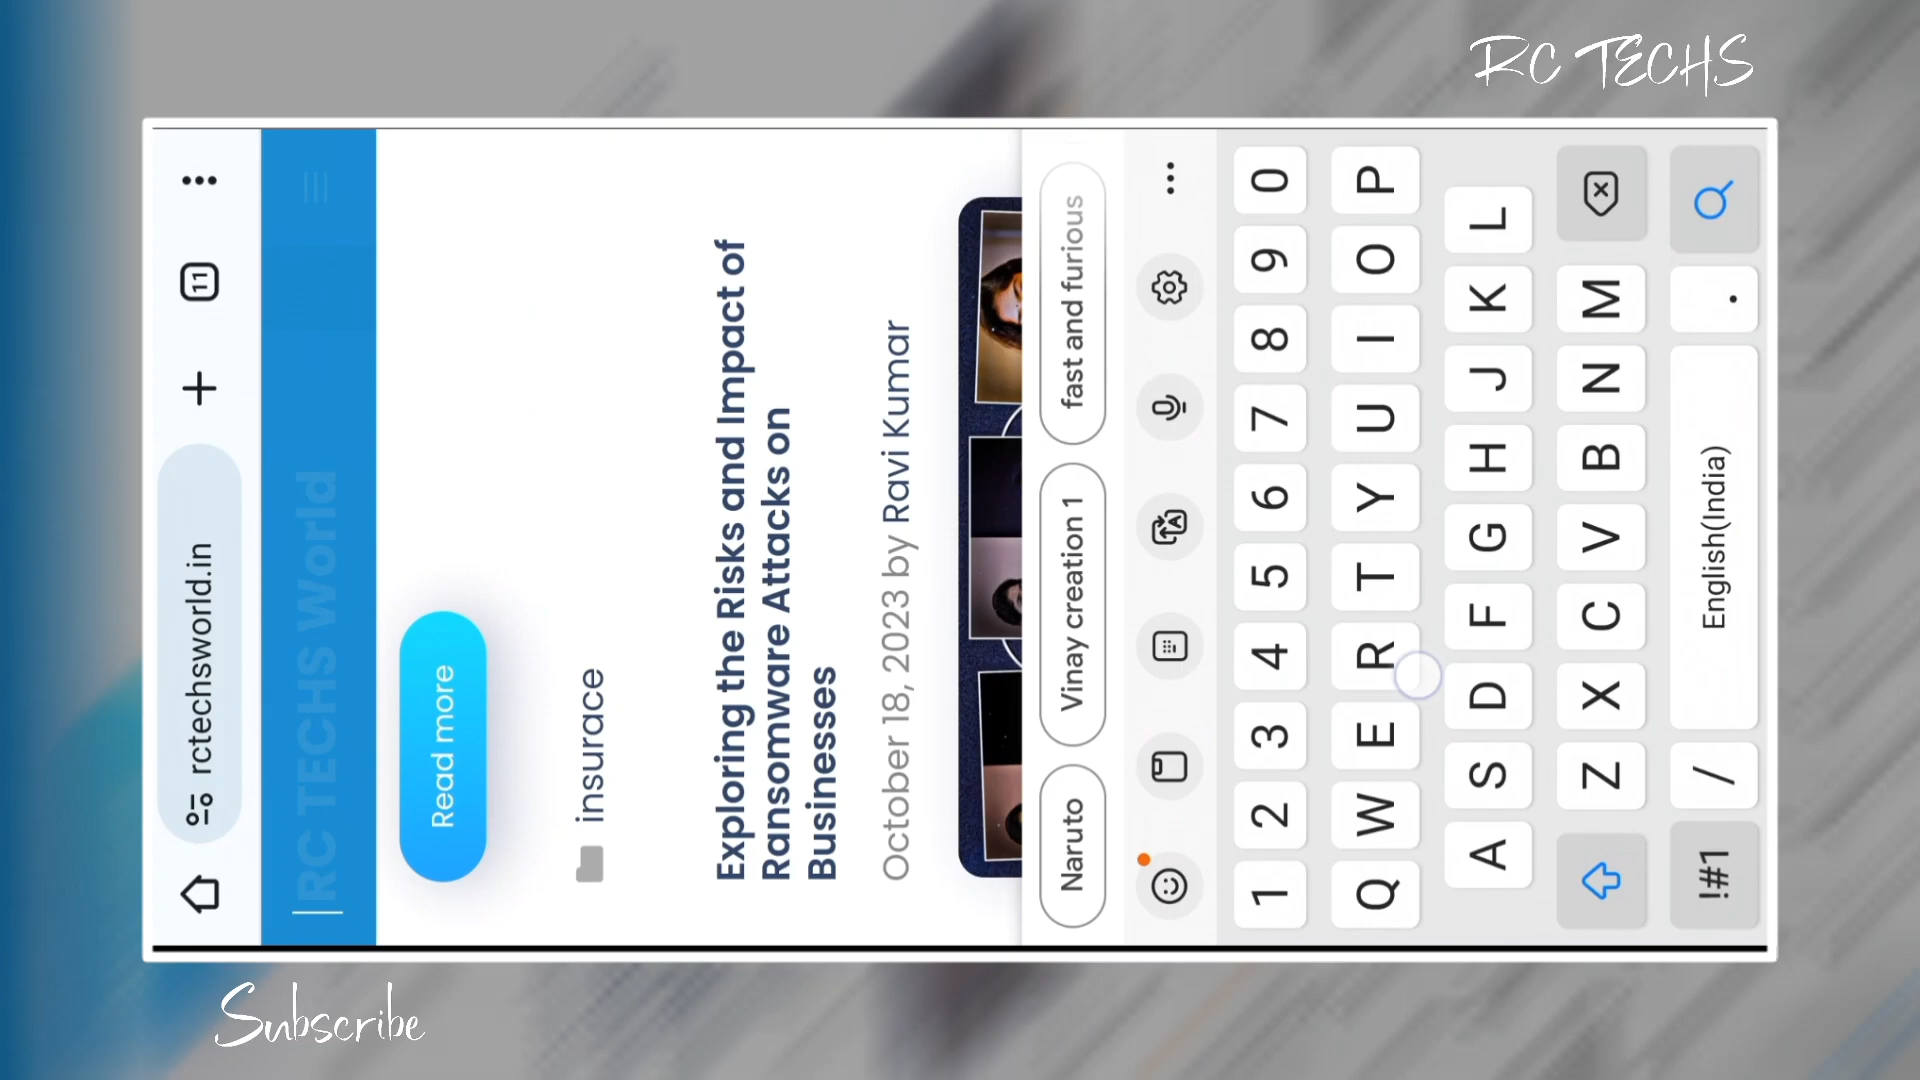 RC TECHS
11
rctechsworld.in
RC TECHS World
Read more
insurace
Exploring the Risks and Impact of
Ransomware Attacks on
Businesses
October 18, 2023 by Ravi Kumar
Naruto
Vinay creation 1
fast and furious
1 2 3 4 5 6 7 8 9 0
Q W E R T Y U I O P
A S D F G H J K L
Z X C V B N M
!#1 / English(India) .
Subscribe